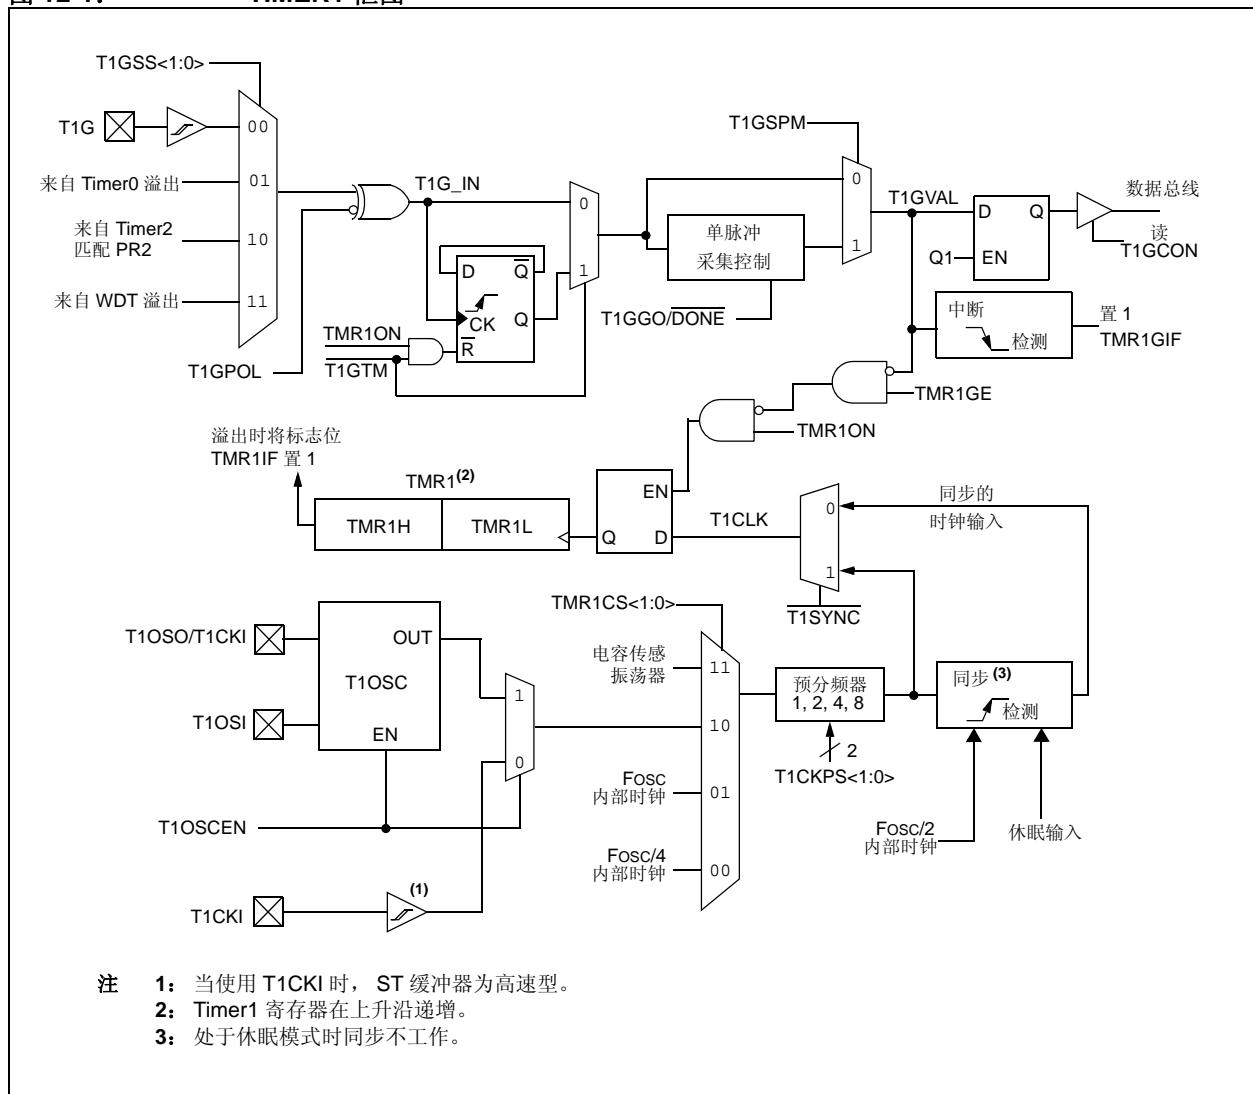 图 12-1： TIMER1 框图
T1GSS<1:0>
T1G
00
来自 Timer0 溢出
01
来自 Timer2
匹配 PR2
10
来自 WDT 溢出
11
T1GPOL
T1G_IN
D
Q
CK
Q
R
TMR1ON
T1GTM
0
1
T1GSPM
单脉冲
采集控制
T1GGO/DONE
0
1
T1GVAL
D
Q
Q1
EN
数据总线
读
T1GCON
中断
检测
置 1
TMR1GIF
TMR1GE
TMR1ON
溢出时将标志位
TMR1IF 置 1
TMR1(2)
TMR1H
TMR1L
EN
Q
D
T1CLK
0
1
T1SYNC
同步的
时钟输入
T1OSO/T1CKI
T1OSI
OUT
T1OSC
EN
1
0
T1OSCEN
T1CKI
(1)
TMR1CS<1:0>
电容传感
振荡器
11
10
FOSC
内部时钟
01
FOSC/4
内部时钟
00
预分频器
1, 2, 4, 8
2
T1CKPS<1:0>
同步 (3)
检测
FOSC/2
内部时钟
休眠输入
注 1： 当使用 T1CKI 时， ST 缓冲器为高速型。
2： Timer1 寄存器在上升沿递增。
3： 处于休眠模式时同步不工作。